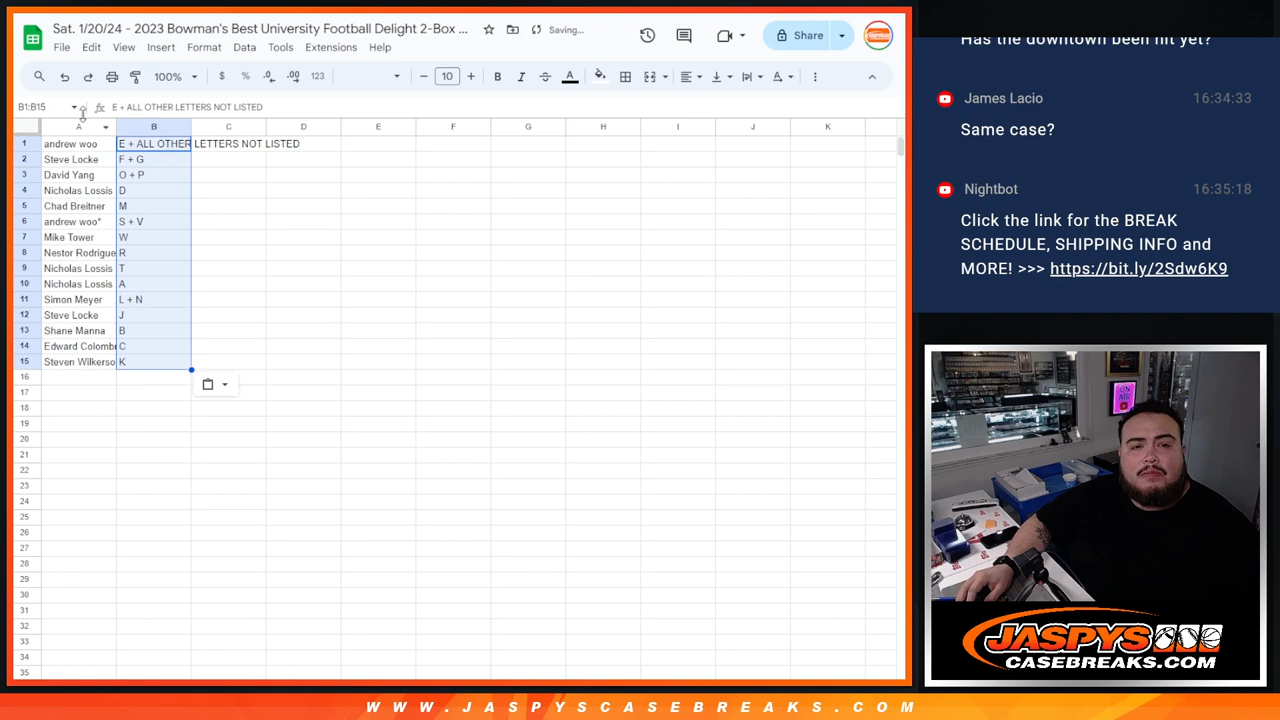 Sat. 1/20/24 - 2023 Bowman's Best University Football Delight 2-Box ...
Saving...
Share
File Edit View Insert Format Data Tools Extensions Help
100% $ % .0 .00 123 10
B1:B15 E + ALL OTHER LETTERS NOT LISTED
A B C D E F G H I J K
1 andrew woo E + ALL OTHER LETTERS NOT LISTED
2 Steve Locke F + G
3 David Yang O + P
4 Nicholas Lossis D
5 Chad Breitner M
6 andrew woo* S + V
7 Mike Tower W
8 Nestor Rodrigue R
9 Nicholas Lossis T
10 Nicholas Lossis A
11 Simon Meyer L + N
12 Steve Locke J
13 Shane Manna B
14 Edward Colomb C
15 Steven Wilkerso K
16
17
18
19
20
21
22
23
24
25
26
27
28
29
30
31
32
33
34
35
Has the downtown been hit yet?
James Lacio 16:34:33
Same case?
Nightbot 16:35:18
Click the link for the BREAK
SCHEDULE, SHIPPING INFO and
MORE! >>> https://bit.ly/2Sdw6K9
ON
AIR
JASPYS
CASEBREAKS.COM
WWW.JASPYSCASEBREAKS.COM